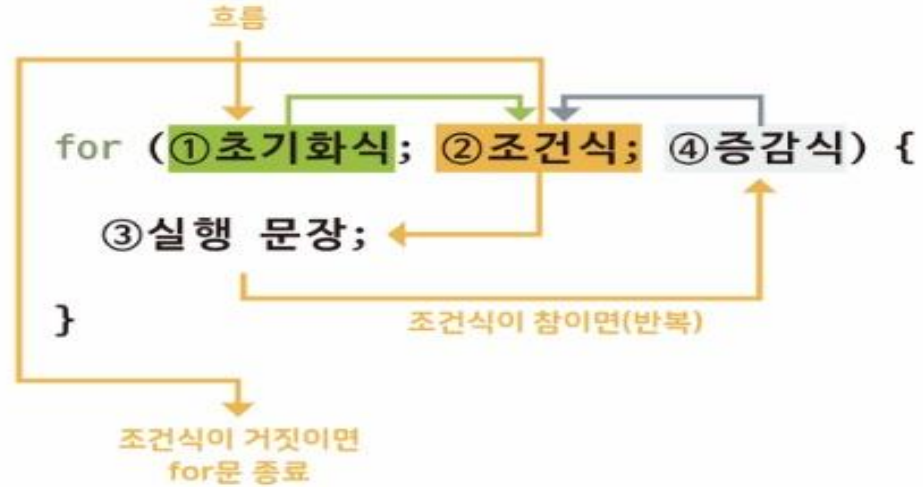 흐름
for (①초기화식; ②조건식; ④증감식) {
③실행 문장;
조건식이 참이면(반복)
}
조건식이 거짓이면
for문 종료